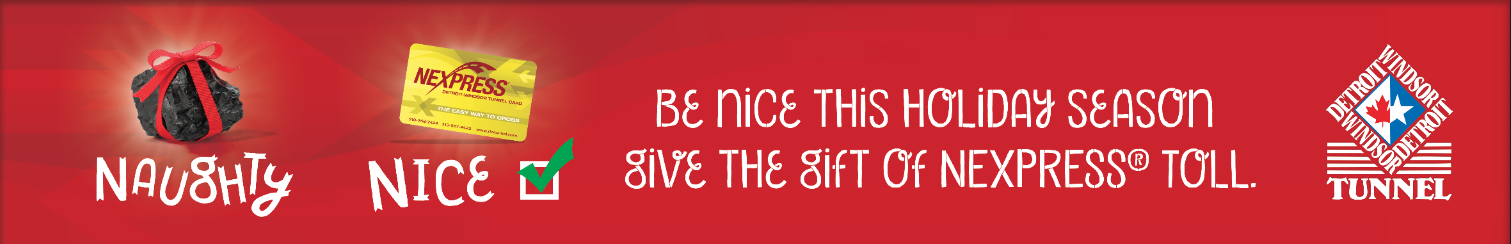 NAUGHTY
NEXPRESS
DETROIT WINDSOR TUNNEL CARD
THE EASY WAY TO CROSS
NICE
BE NICE THIS HOLIDAY SEASON
GIVE THE GIFT OF NEXPRESS® TOLL.
DETROIT WINDSOR
WINDSOR DETROIT
TUNNEL